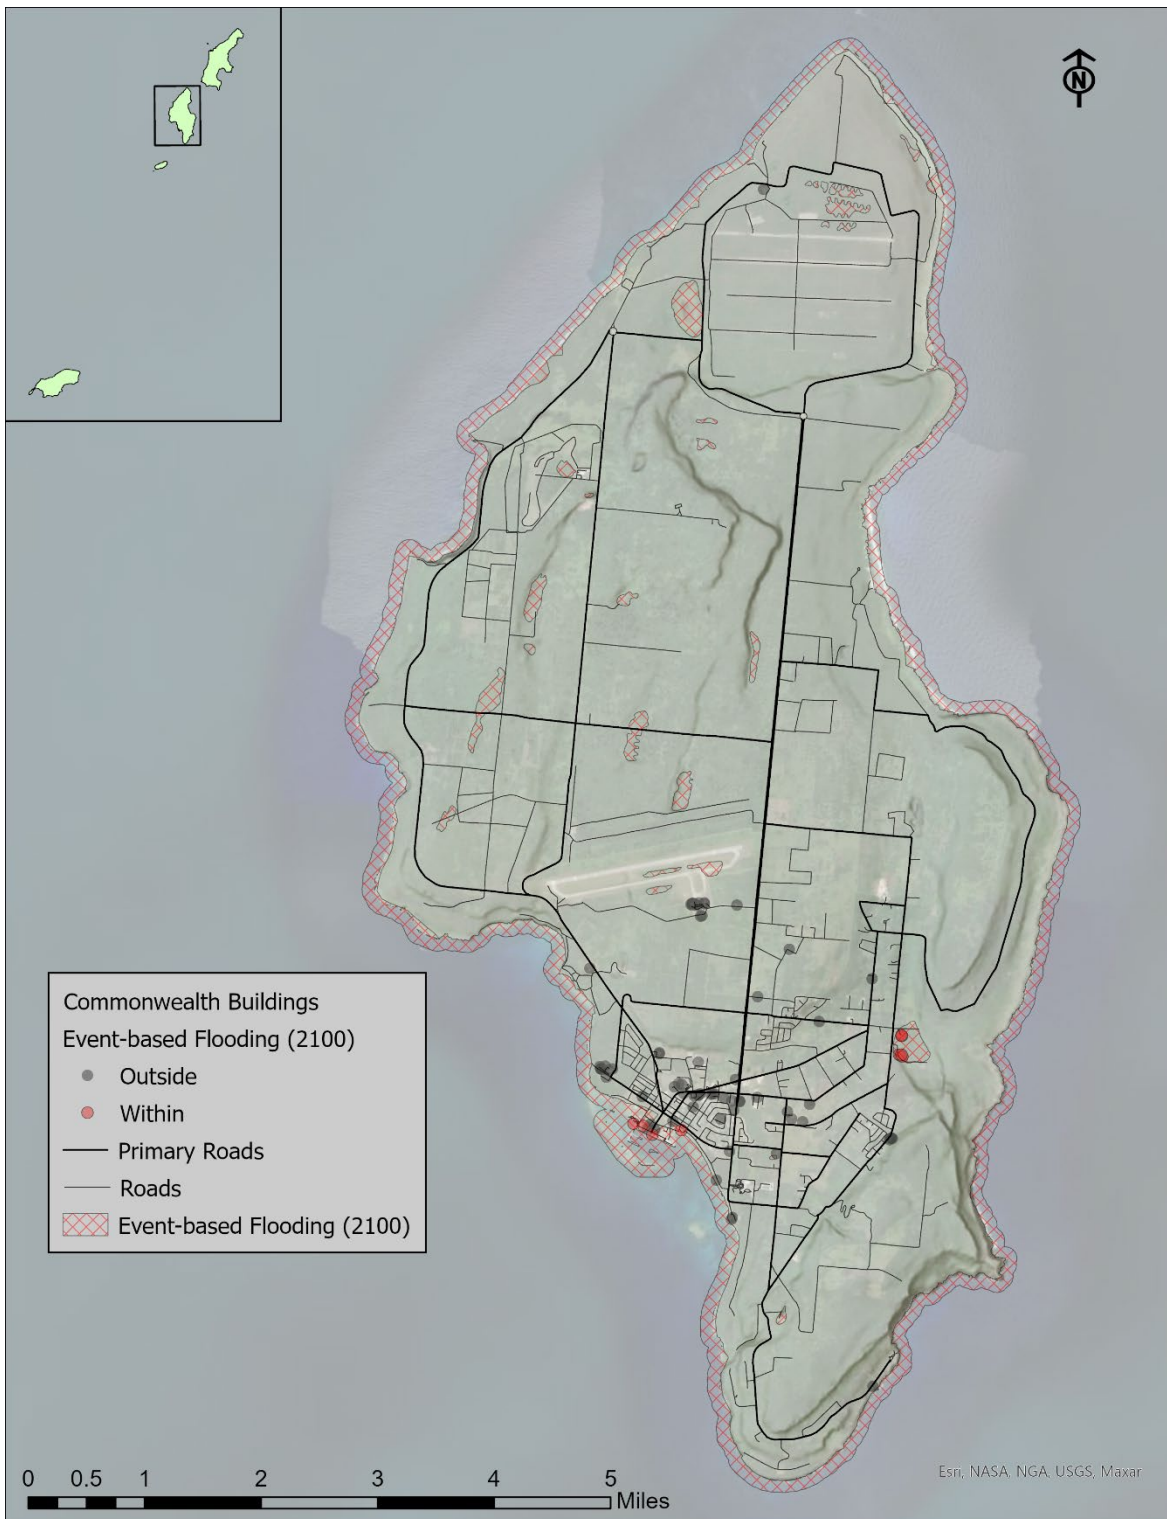 N
Commonwealth Buildings
Event-based Flooding (2100)
Outside
Within
Primary Roads
Roads
Event-based Flooding (2100)
0 0.5 1 2 3 4 5
Miles
Esri, NASA, NGA, USGS, Maxar